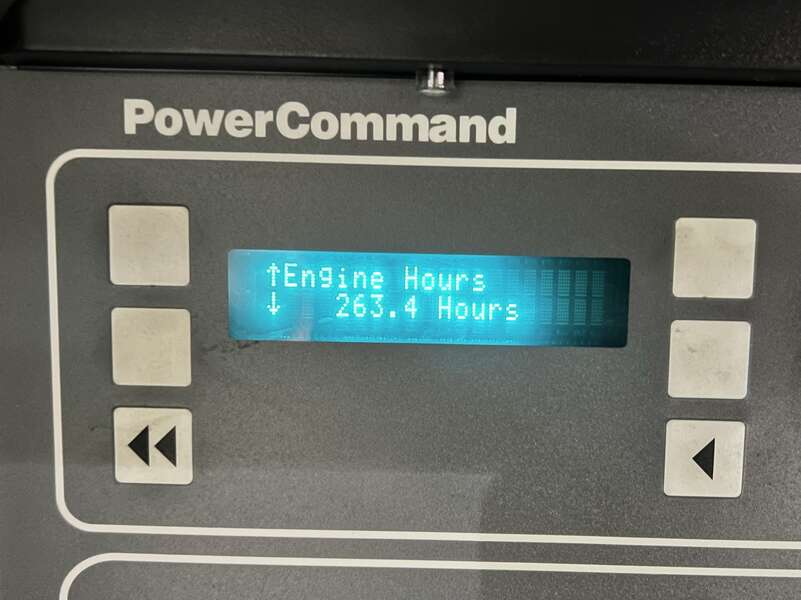 PowerCommand
↑Engine Hours
↓ 263.4 Hours